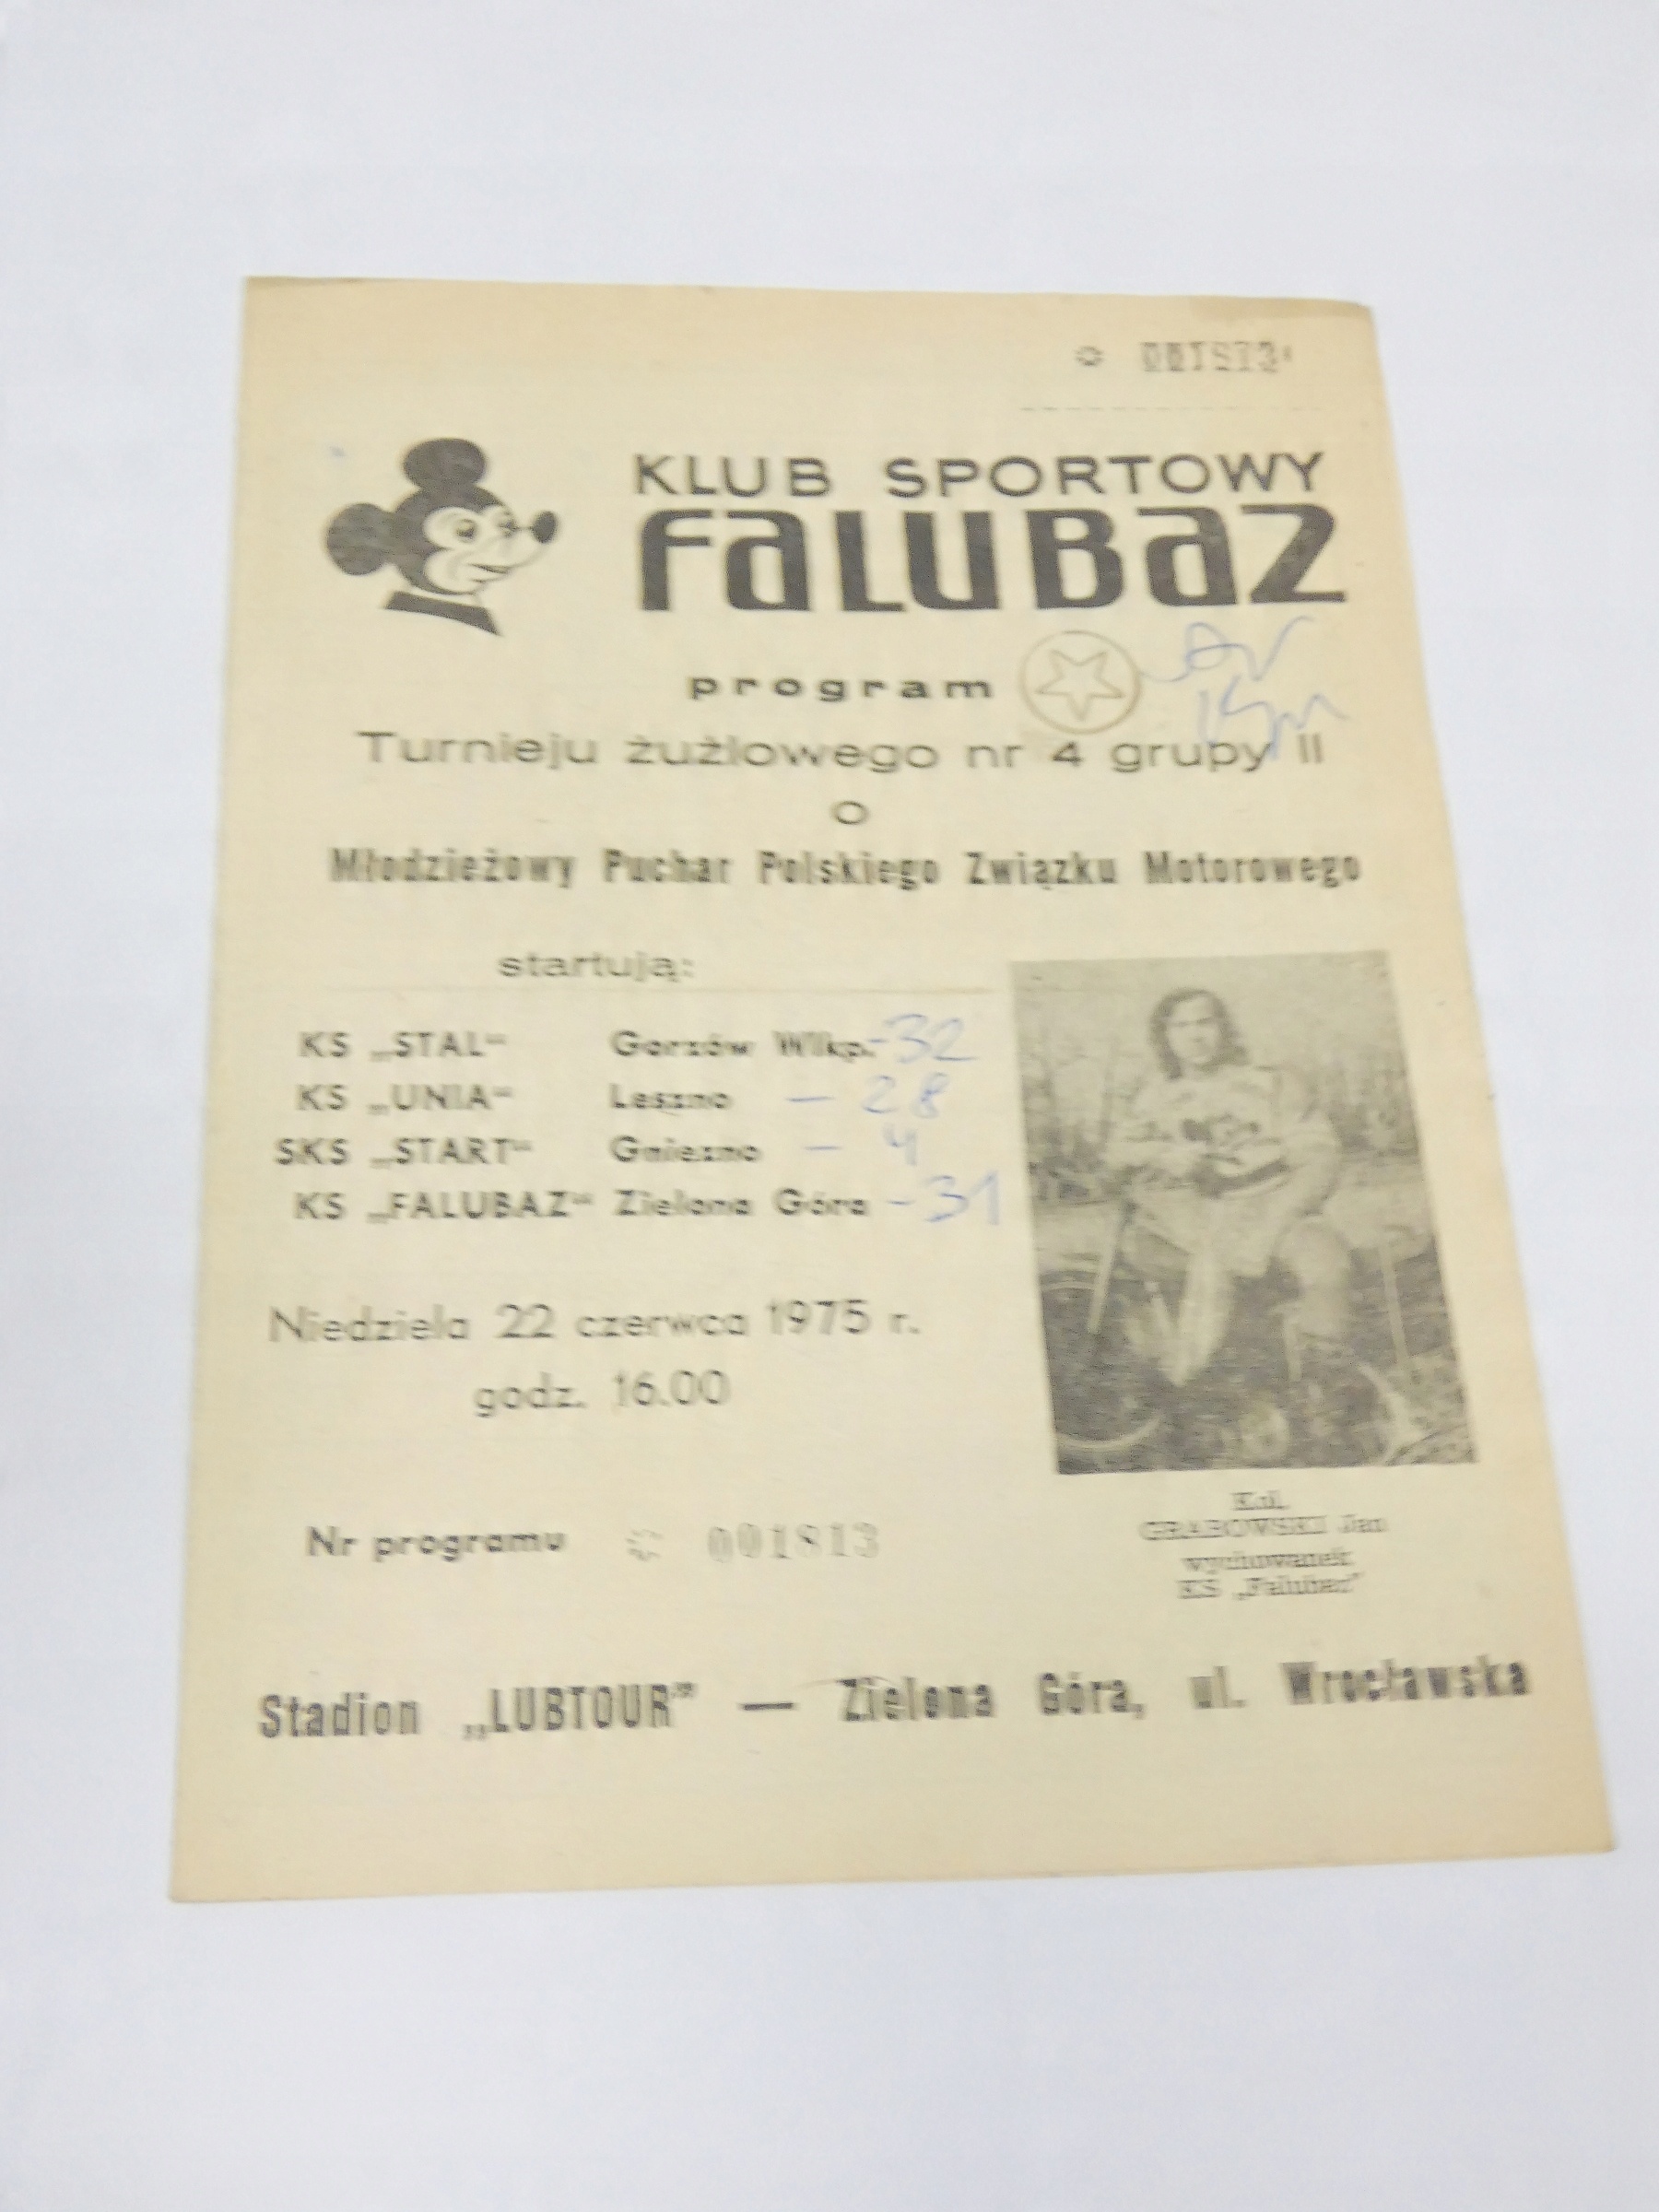 001813
KLUB SPORTOWY
FALUBAZ
program
Turnieju żużlowego nr 4 grupy II
o
Młodzieżowy Puchar Polskiego Związku Motorowego
startują:
KS „STAL“ Gorzów Wlkp. - 32
KS „UNIA“ Leszno — 28
SKS „START“ Gniezno — 4
KS „FALUBAZ“ Zielona Góra - 31
Niedziela 22 czerwca 1975 r.
godz. 16.00
Nr programu 001813
Kol.
GRABOWSKI Jan
wychowanek
KS „Falubaz”
Stadion „LUBTOUR” — Zielona Góra, ul. Wrocławska